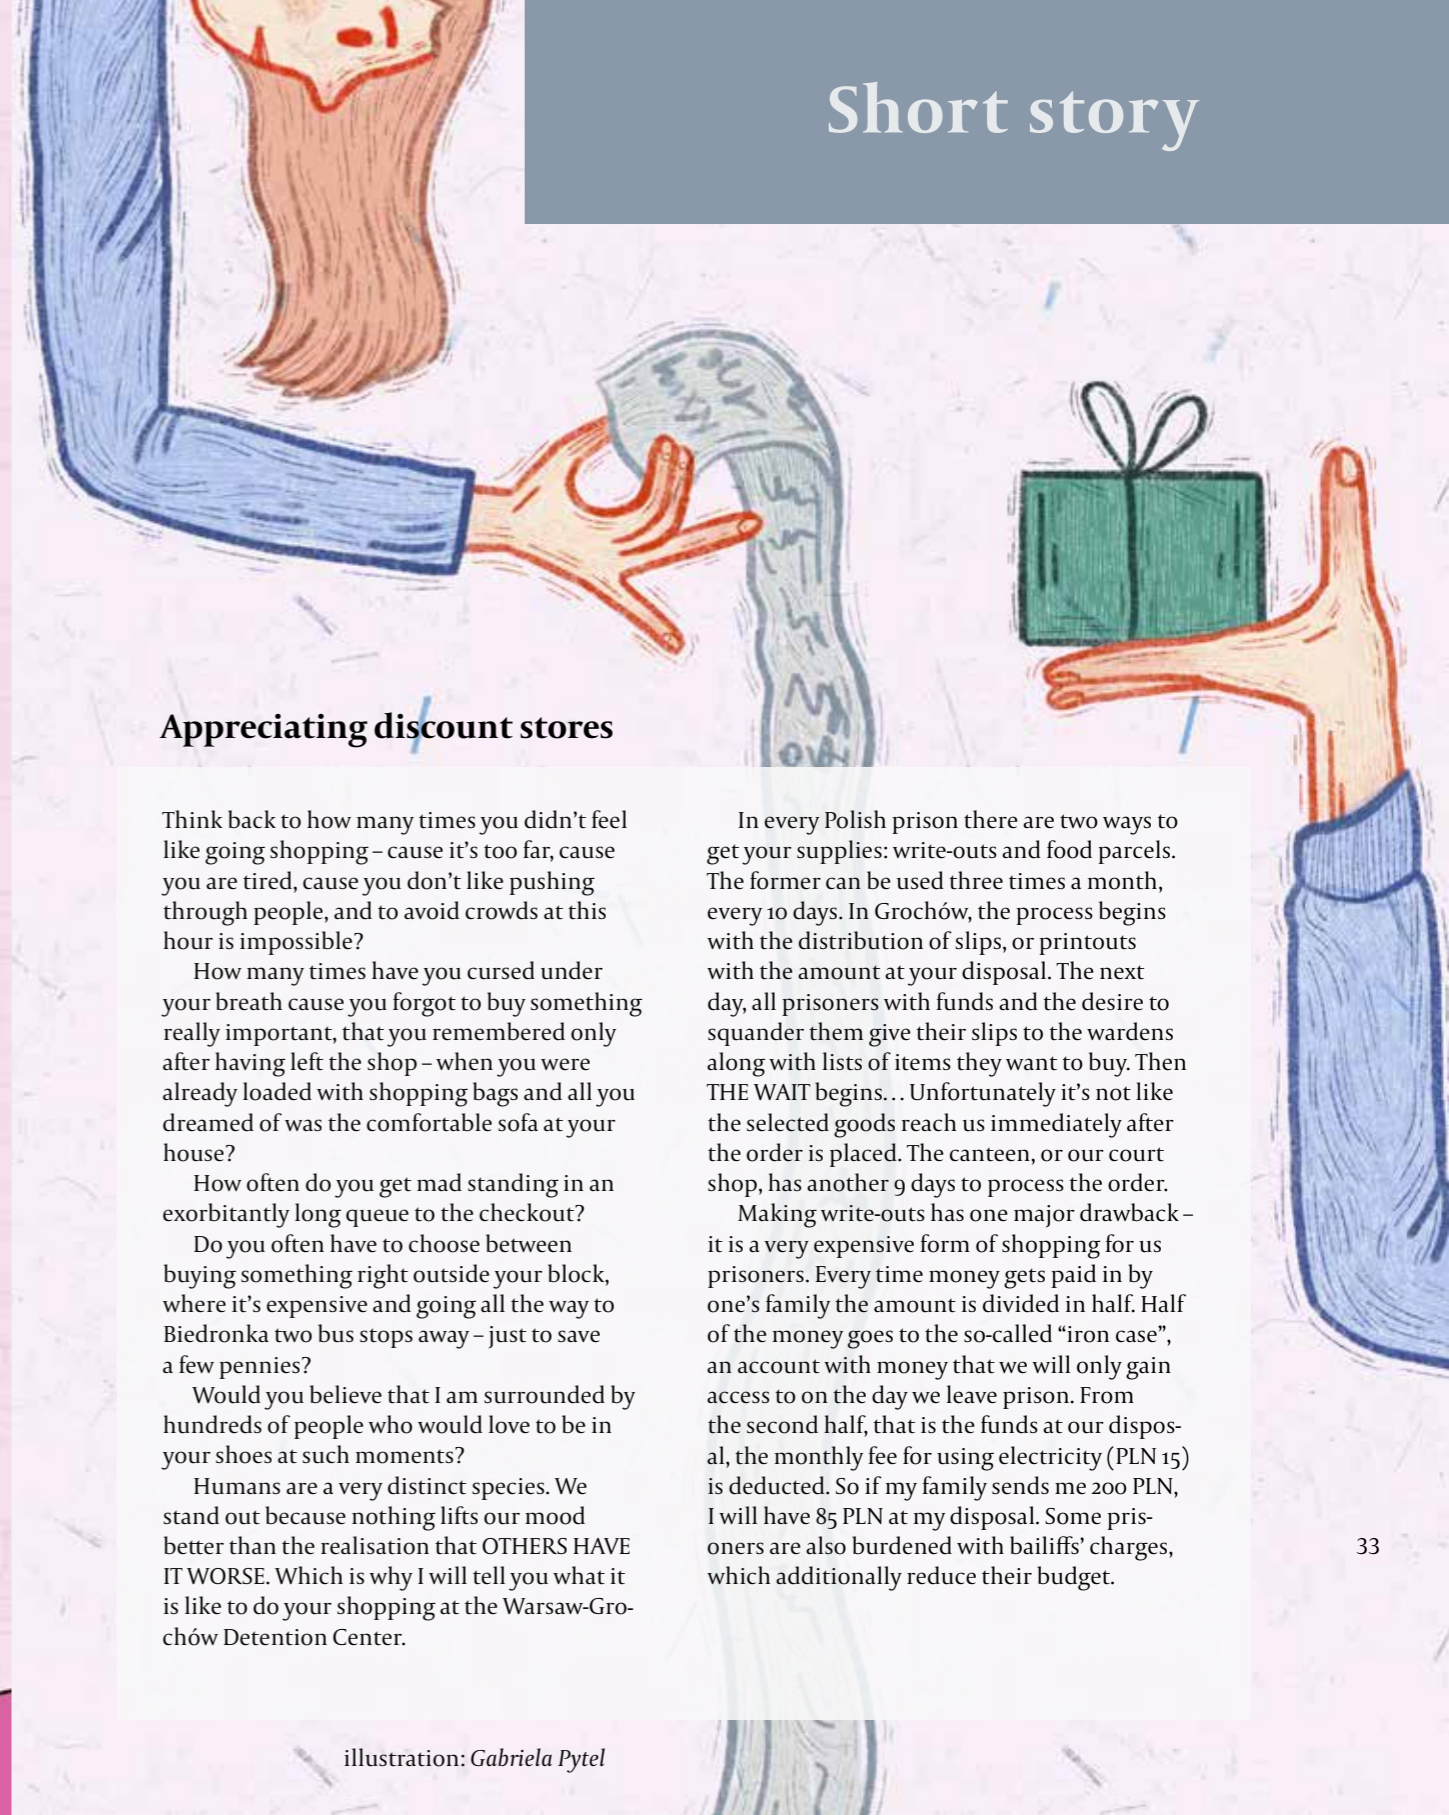 Short story
Appreciating discount stores
Think back to how many times you didn't feel
like going shopping – cause it's too far, cause
you are tired, cause you don't like pushing
through people, and to avoid crowds at this
hour is impossible?
How many times have you cursed under
your breath cause you forgot to buy something
really important, that you remembered only
after having left the shop – when you were
already loaded with shopping bags and all you
dreamed of was the comfortable sofa at your
house?
How often do you get mad standing in an
exorbitantly long queue to the checkout?
Do you often have to choose between
buying something right outside your block,
where it's expensive and going all the way to
Biedronka two bus stops away – just to save
a few pennies?
Would you believe that I am surrounded by
hundreds of people who would love to be in
your shoes at such moments?
Humans are a very distinct species. We
stand out because nothing lifts our mood
better than the realisation that OTHERS HAVE
IT WORSE. Which is why I will tell you what it
is like to do your shopping at the Warsaw-Gro-
chów Detention Center.
In every Polish prison there are two ways to
get your supplies: write-outs and food parcels.
The former can be used three times a month,
every 10 days. In Grochów, the process begins
with the distribution of slips, or printouts
with the amount at your disposal. The next
day, all prisoners with funds and the desire to
squander them give their slips to the wardens
along with lists of items they want to buy. Then
THE WAIT begins… Unfortunately it's not like
the selected goods reach us immediately after
the order is placed. The canteen, or our court
shop, has another 9 days to process the order.
Making write-outs has one major drawback –
it is a very expensive form of shopping for us
prisoners. Every time money gets paid in by
one's family the amount is divided in half. Half
of the money goes to the so-called “iron case”,
an account with money that we will only gain
access to on the day we leave prison. From
the second half, that is the funds at our dispos-
al, the monthly fee for using electricity (PLN 15)
is deducted. So if my family sends me 200 PLN,
I will have 85 PLN at my disposal. Some pris-
oners are also burdened with bailiffs' charges,
which additionally reduce their budget.
33
illustration: Gabriela Pytel